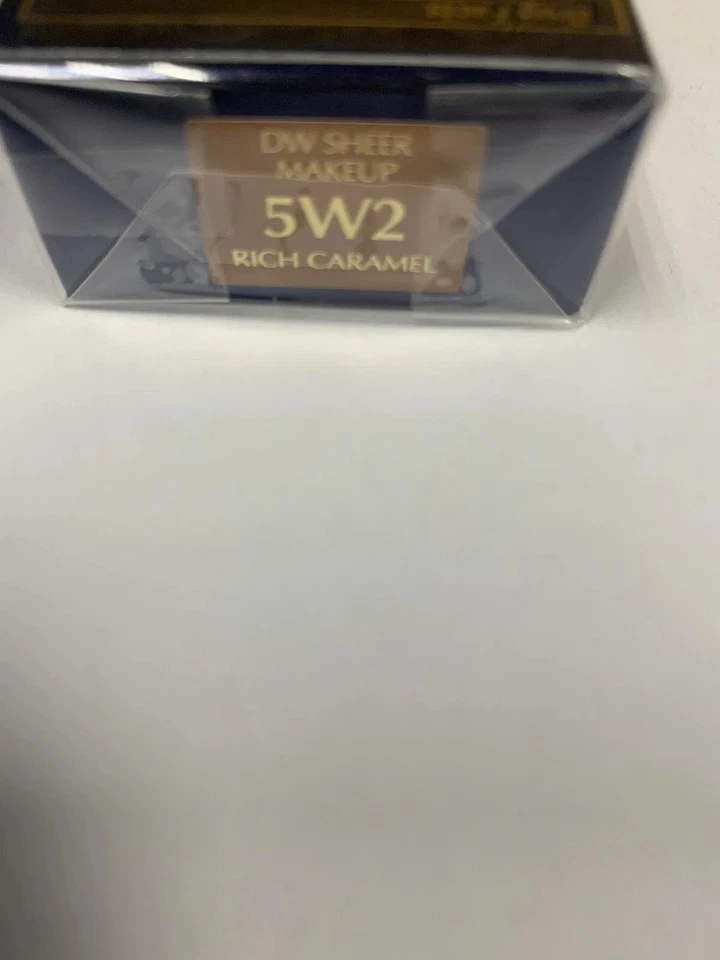 DW SHEER
MAKEUP
5W2
RICH CARAMEL